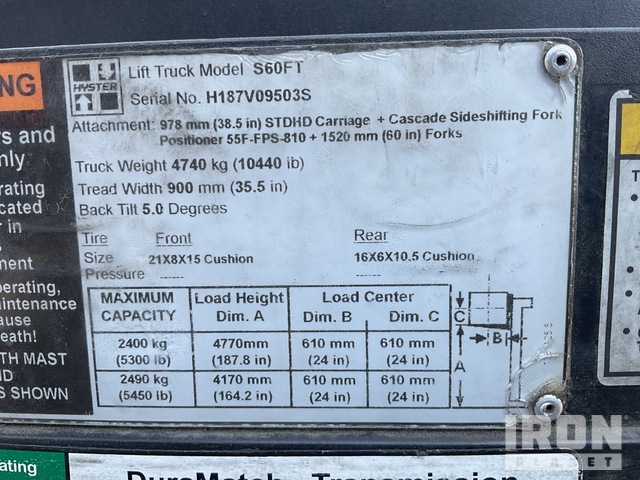 NG
HYSTER
Lift Truck Model S60FT
Serial No. H187V09503S
Attachment: 978 mm (38.5 in) STDHD Carriage + Cascade Sideshifting Fork
Positioner 55F-FPS-810 + 1520 mm (60 in) Forks
Truck Weight 4740 kg (10440 lb)
Tread Width 900 mm (35.5 in)
Back Tilt 5.0 Degrees
Tire Front Rear
Size 21X8X15 Cushion 16X6X10.5 Cushion
Pressure ----- -----
MAXIMUM CAPACITY Load Height Dim. A Load Center Dim. B Dim. C
2400 kg 4770mm 610 mm 610 mm
(5300 lb) (187.8 in) (24 in) (24 in)
2490 kg 4170 mm 610 mm 610 mm
(5450 lb) (164.2 in) (24 in) (24 in)
C
B
A
rs and
nly
rating
cated
r in
ment
perating,
aintenance
ause
eath!
TH MAST
ND
S SHOWN
ating
DuraMatch Transmission
IRON
PLANET